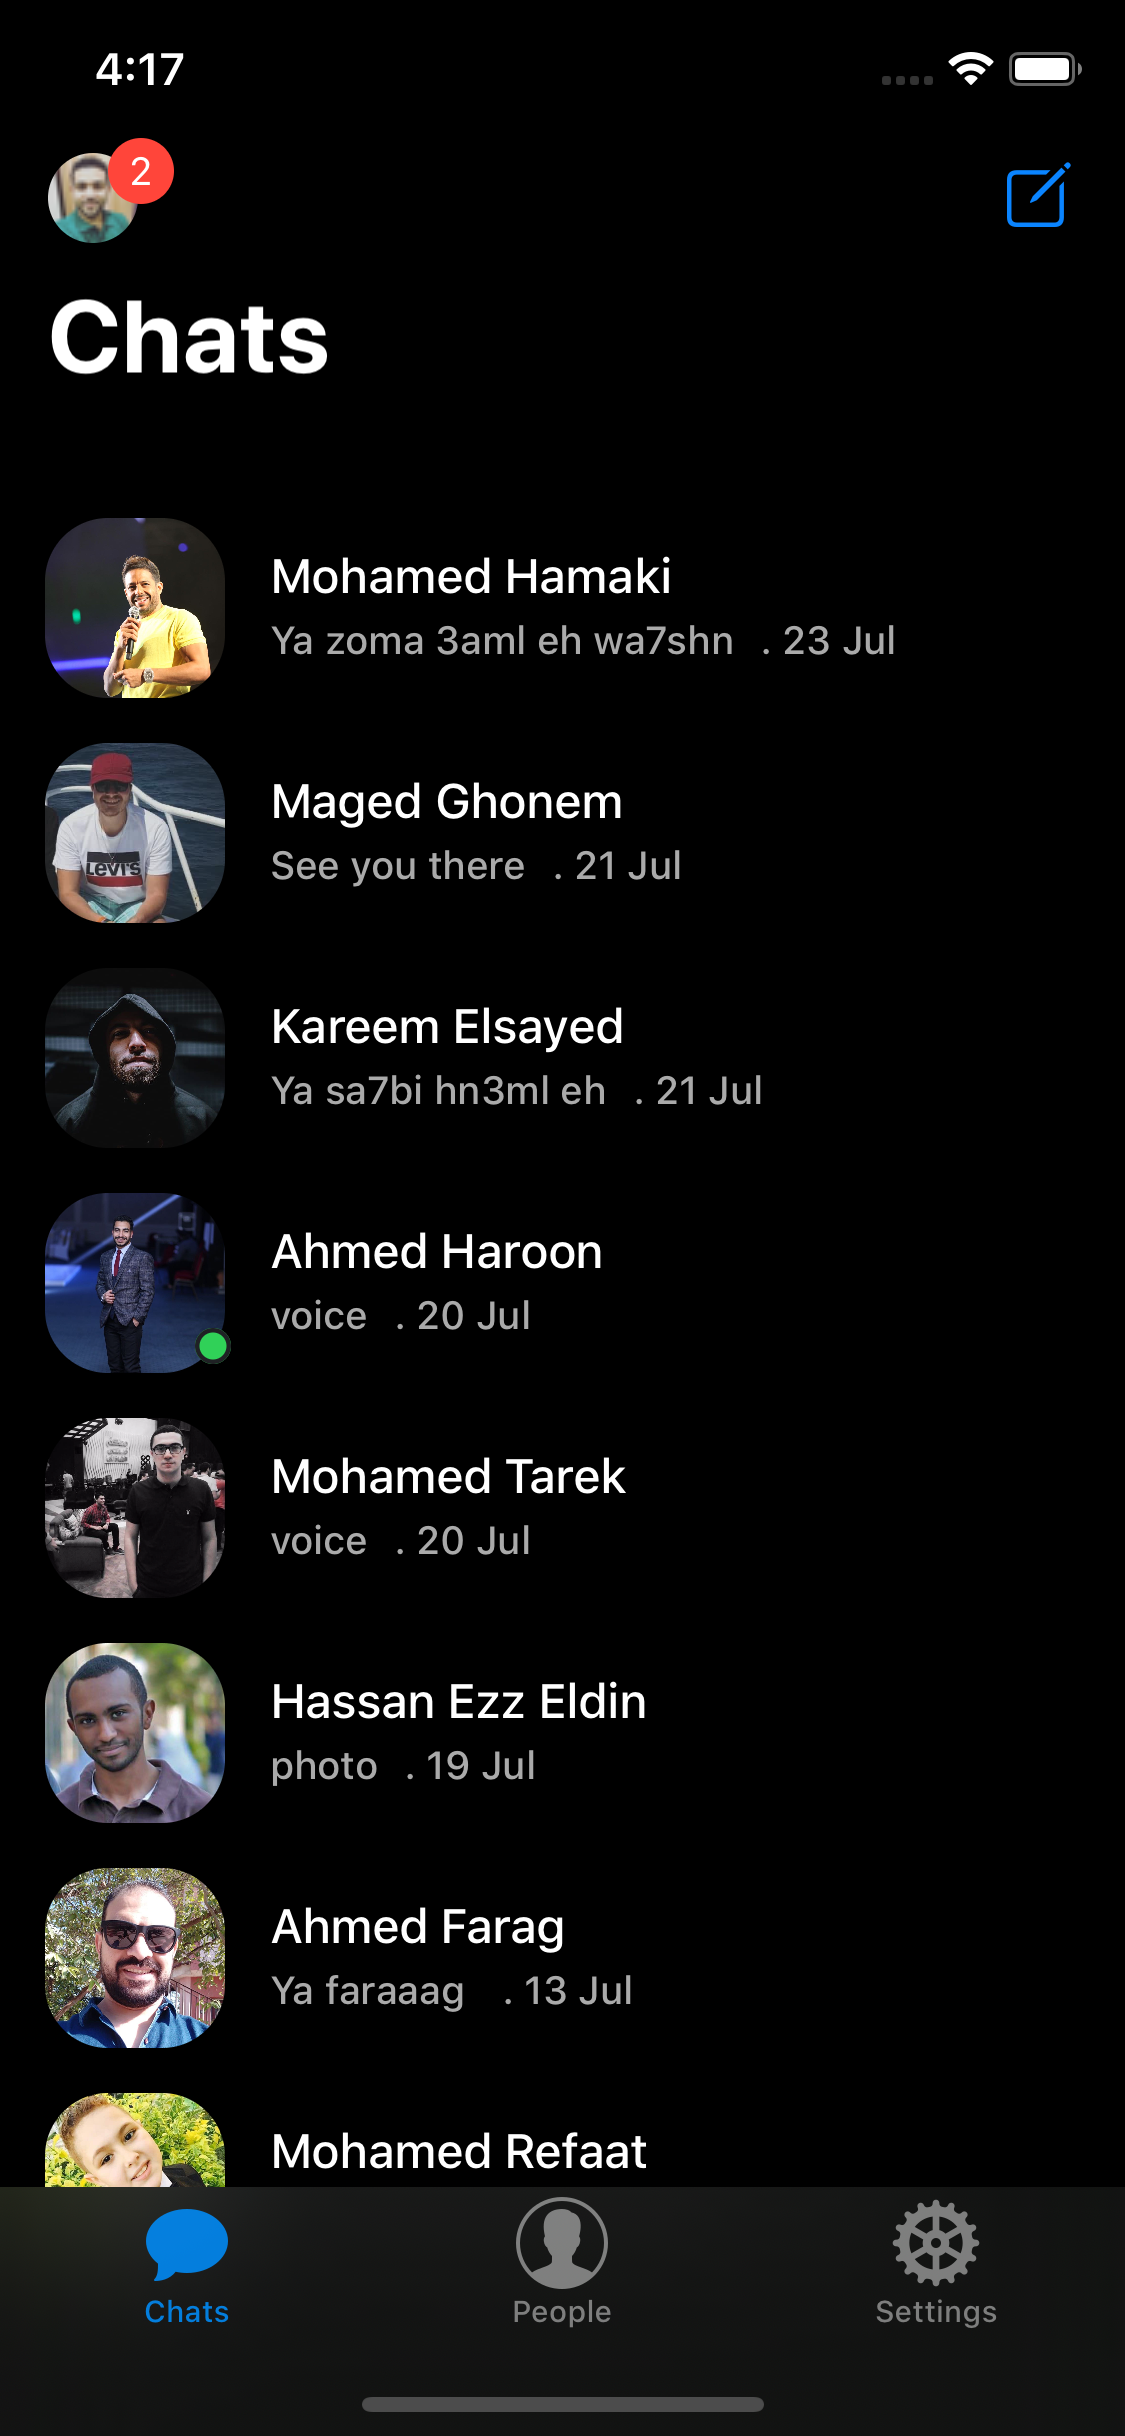 4:17
2
Chats
Mohamed Hamaki
Ya zoma 3aml eh wa7shn . 23 Jul
Maged Ghonem
See you there . 21 Jul
LEVI'S
Kareem Elsayed
Ya sa7bi hn3ml eh . 21 Jul
Ahmed Haroon
voice . 20 Jul
Mohamed Tarek
voice . 20 Jul
Hassan Ezz Eldin
photo . 19 Jul
Ahmed Farag
Ya faraaag . 13 Jul
Mohamed Refaat
Chats People Settings